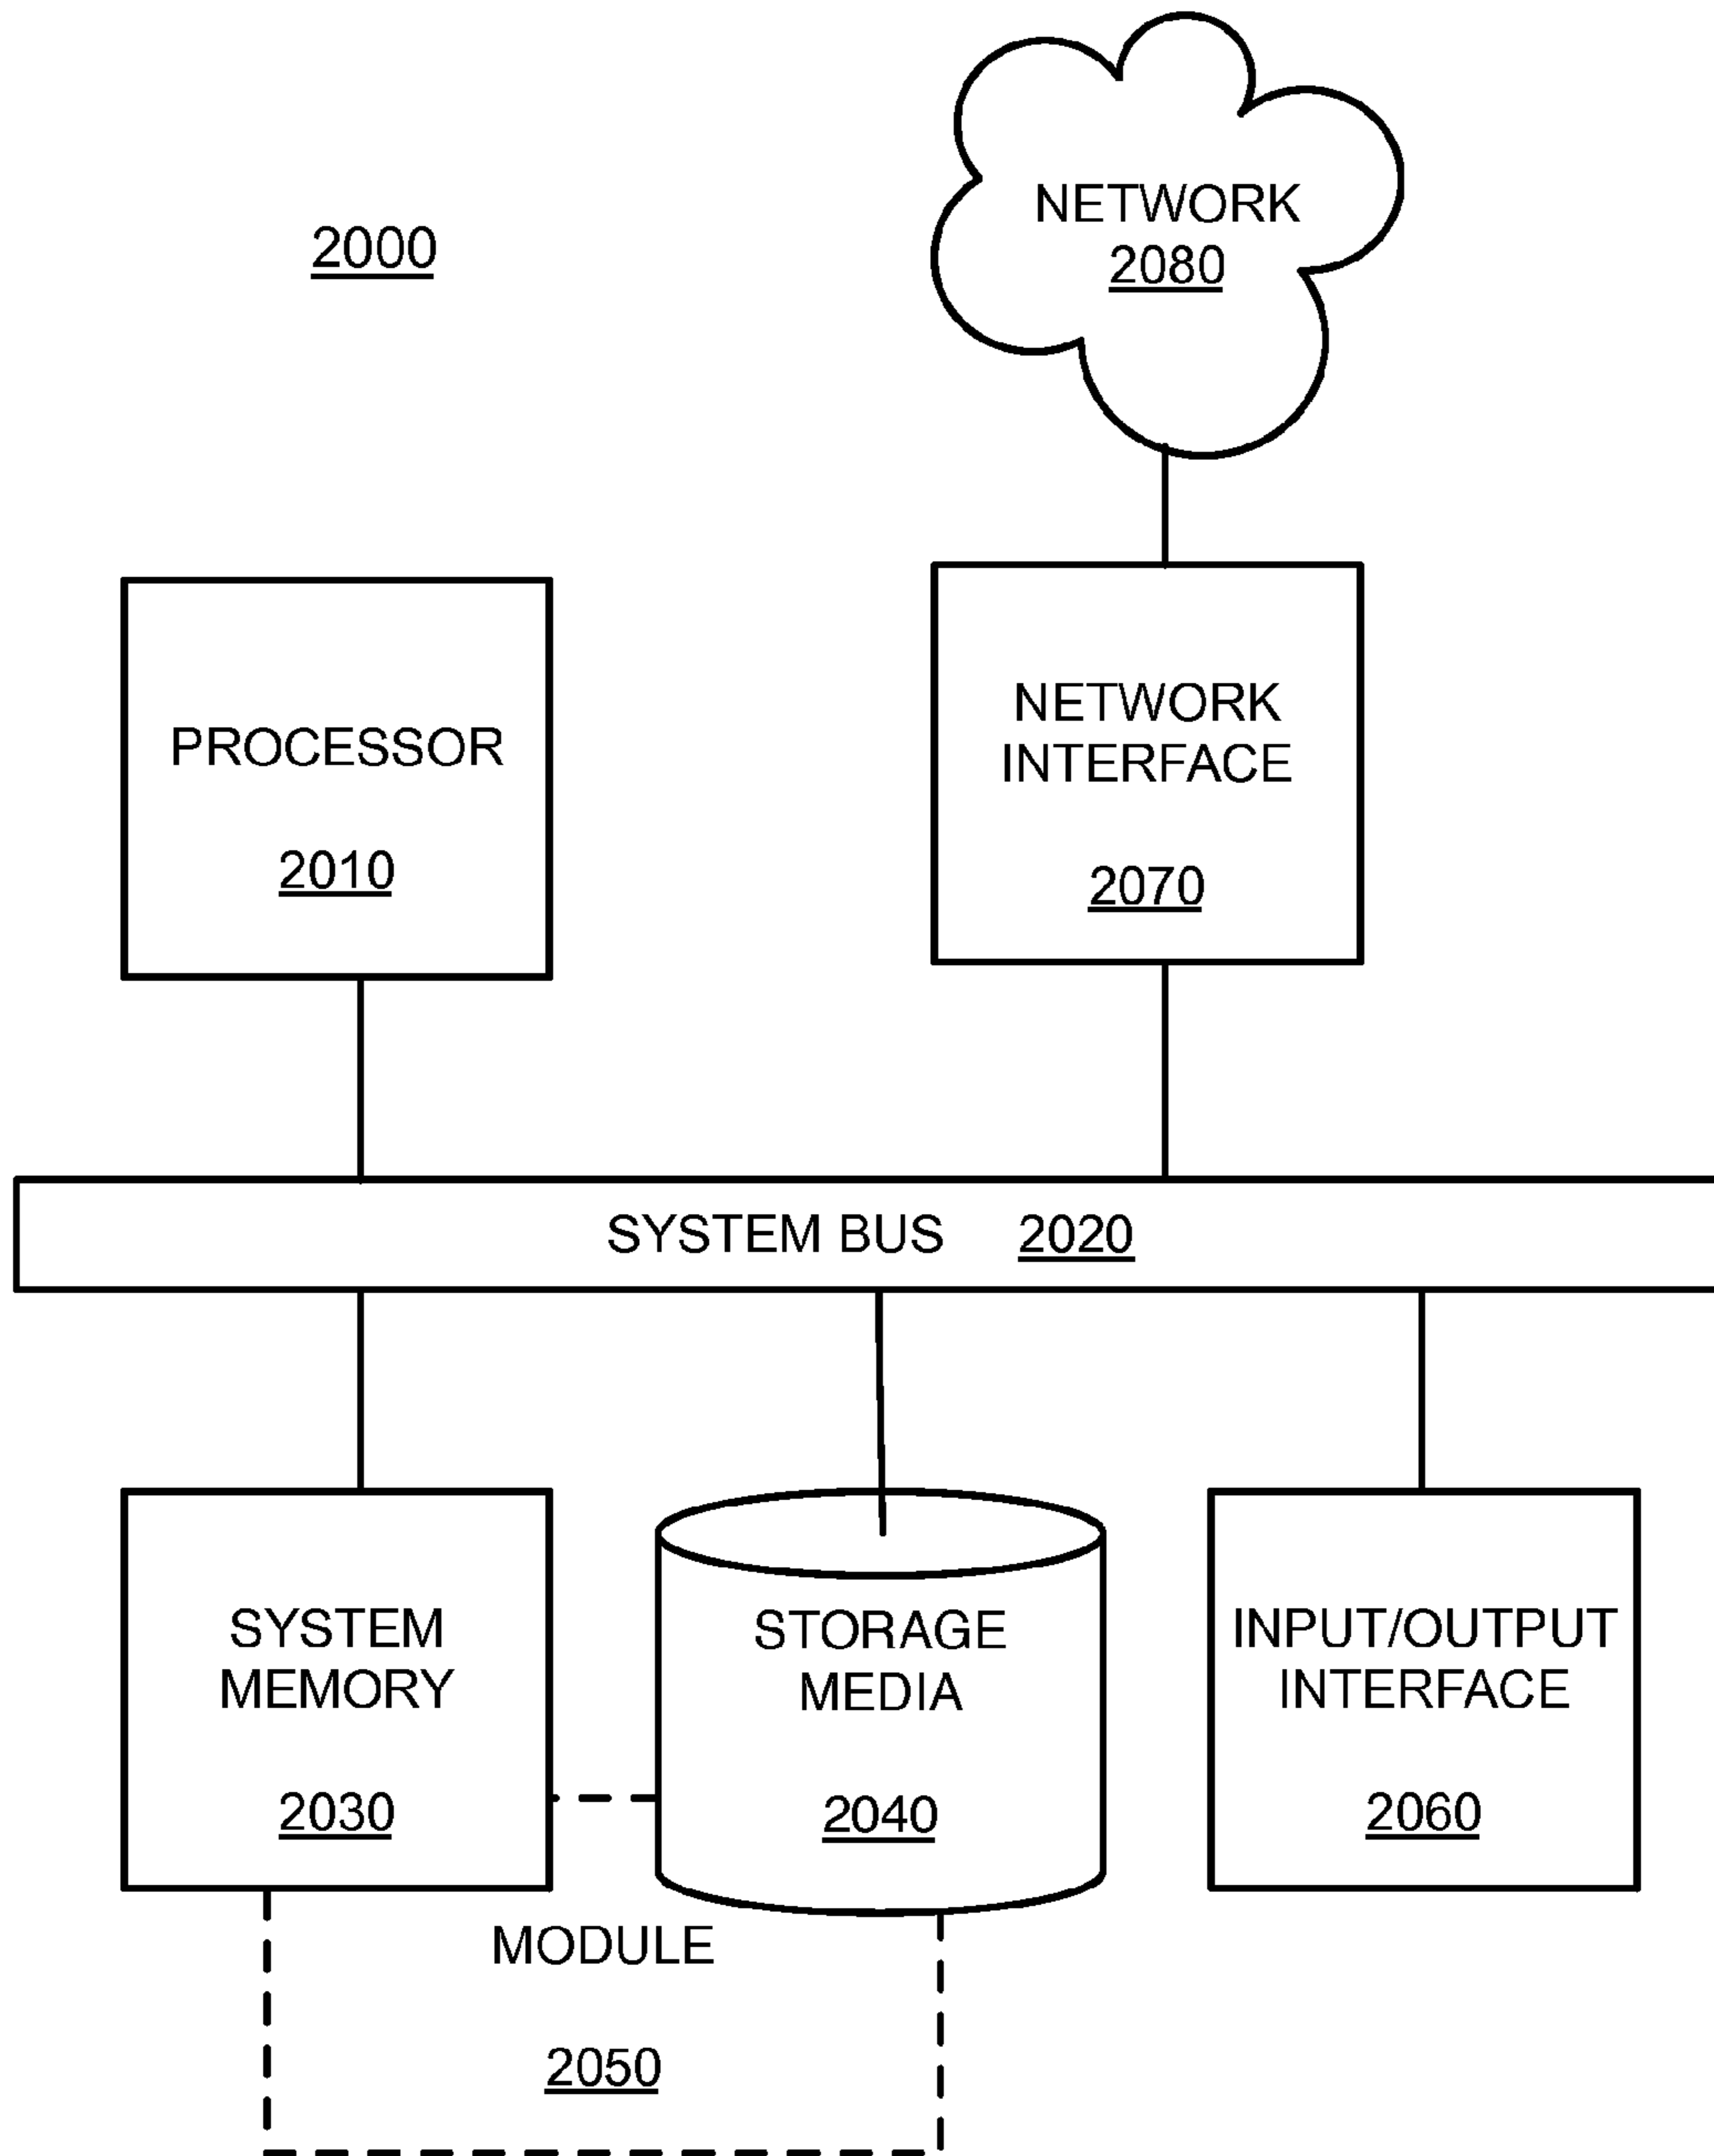 NETWORK
2080
2000
PROCESSOR
2010
NETWORK
INTERFACE
2070
SYSTEM BUS 2020
SYSTEM
MEMORY
2030
STORAGE
MEDIA
2040
INPUT/OUTPUT
INTERFACE
2060
MODULE
2050